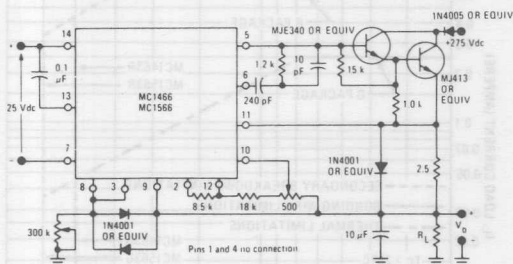 1N4005 OR EQUIV
MJE340 OR EQUIV
+275 Vdc
14
5
+
0.1
μF
1.2 k
10
pF
15 k
MJ413
OR
EQUIV
6
MC1466
MC1566
240 pF
1.0 k
25 Vdc
13
11
7
10
1N4001
OR EQUIV
2.5
8
3
9
2
12
8.5
18 k
500
300 k
1N4001
OR EQUIV
10 μF
RL
+
Vo
Pins 1 and 4 no connection.